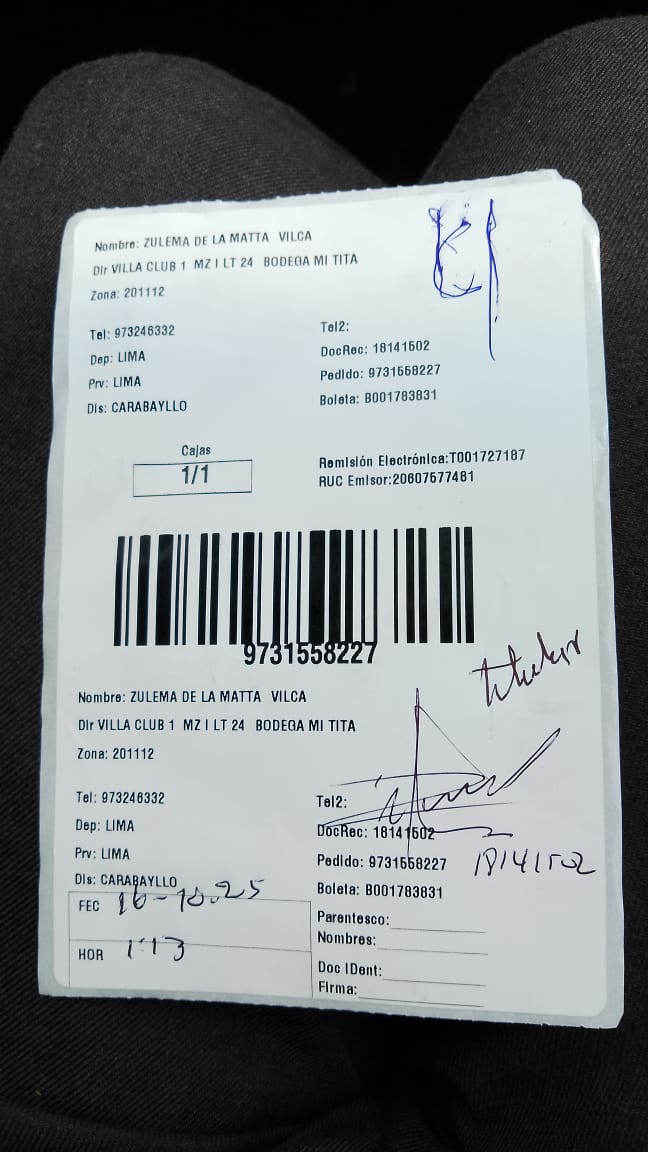 Nombre: ZULEMA DE LA MATTA VILCA
Dir VILLA CLUB 1 MZ I LT 24 BODEGA MI TITA
Zona: 201112
Tel: 973246332
Tel2:
Dep: LIMA
DocRec: 18141502
Prv: LIMA
Pedido: 9731558227
Dis: CARABAYLLO
Boleta: B001783831
Cajas
1/1
Remisión Electrónica:T001727187
RUC Emisor:20607577481
9731558227
titular
Nombre: ZULEMA DE LA MATTA VILCA
Dir VILLA CLUB 1 MZ I LT 24 BODEGA MI TITA
Zona: 201112
Tel: 973246332
Tel2:
Dep: LIMA
DocRec: 18141502
Prv: LIMA
Pedido: 9731558227
18141502
Dis: CARABAYLLO
Boleta: B001783831
FEC 16-10.25
Parentesco:
Nombres:
HOR 1:13
Doc IDent:
Firma: